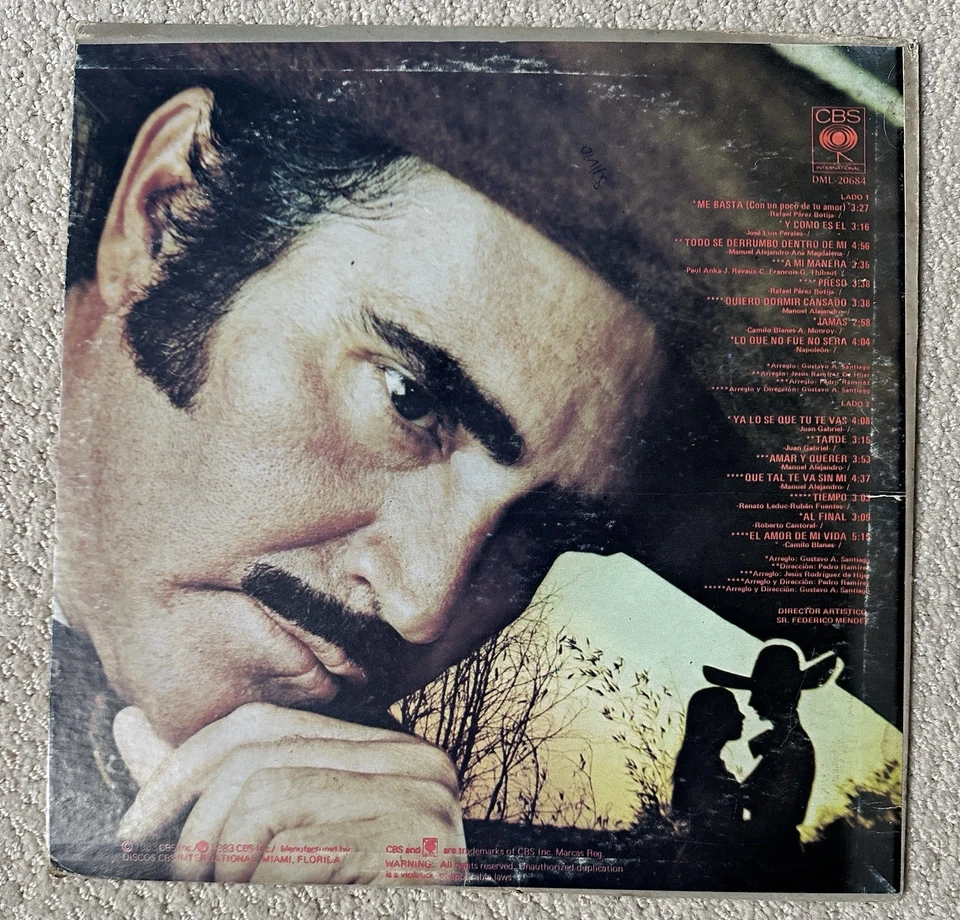 CBS
INTERNATIONAL
DML-20684
LADO 1
*ME BASTA (Con un poco de tu amor) 3:27
-Rafael Pérez Botija- /
*Y COMO ES EL 3:16
José Luis Perales- /
**TODO SE DERRUMBO DENTRO DE MI 4:56
-Manuel Alejandro-Ana Magdalena- /
***A MI MANERA 3:35
Paul Anka-J. Revaux C. Francois G. Thibaut- /
****PRESO 3:38
-Rafael Pérez Botija- /
****QUIERO DORMIR CANSADO 3:38
Manuel Alejandro- /
*JAMAS 2:58
-Camilo Blanes-A. Monroy- /
*LO QUE NO FUE NO SERA 4:04
-Napoleón- /
*Arreglo: Gustavo A. Santiago
**Arreglo: Jesús Ramírez De Hijar
***Arreglo: Pedro Ramírez
****Arreglo y Dirección: Gustavo A. Santiago
LADO 2
*YA LO SE QUE TU TE VAS 4:08
Juan Gabriel- /
**TARDE 3:15
-Juan Gabriel- /
***AMAR Y QUERER 3:53
-Manuel Alejandro- /
****QUE TAL TE VA SIN MI 4:37
-Manuel Alejandro- /
*****TIEMPO 3:03
-Renato Leduc-Rubén Fuentes- /
*AL FINAL 3:09
-Roberto Cantoral- /
****EL AMOR DE MI VIDA 5:15
-Camilo Blanes- /
*Arreglo: Gustavo A. Santiago
**Dirección: Pedro Ramírez
***Arreglo: Jesús Rodríguez de Hijar
****Arreglo y Dirección: Pedro Ramírez
*****Arreglo y Dirección: Gustavo A. Santiago
DIRECTOR ARTISTICO
SR. FEDERICO MENDEZ
© 1983 CBS Inc./ ℗ 1983 CBS Inc./ Manufactured by
DISCOS CBS INTERNATIONAL MIAMI, FLORILA
CBS and are trademarks of CBS Inc. Marcas Reg.
WARNING: All rights reserved. Unauthorized duplication
is a violation of applicable laws